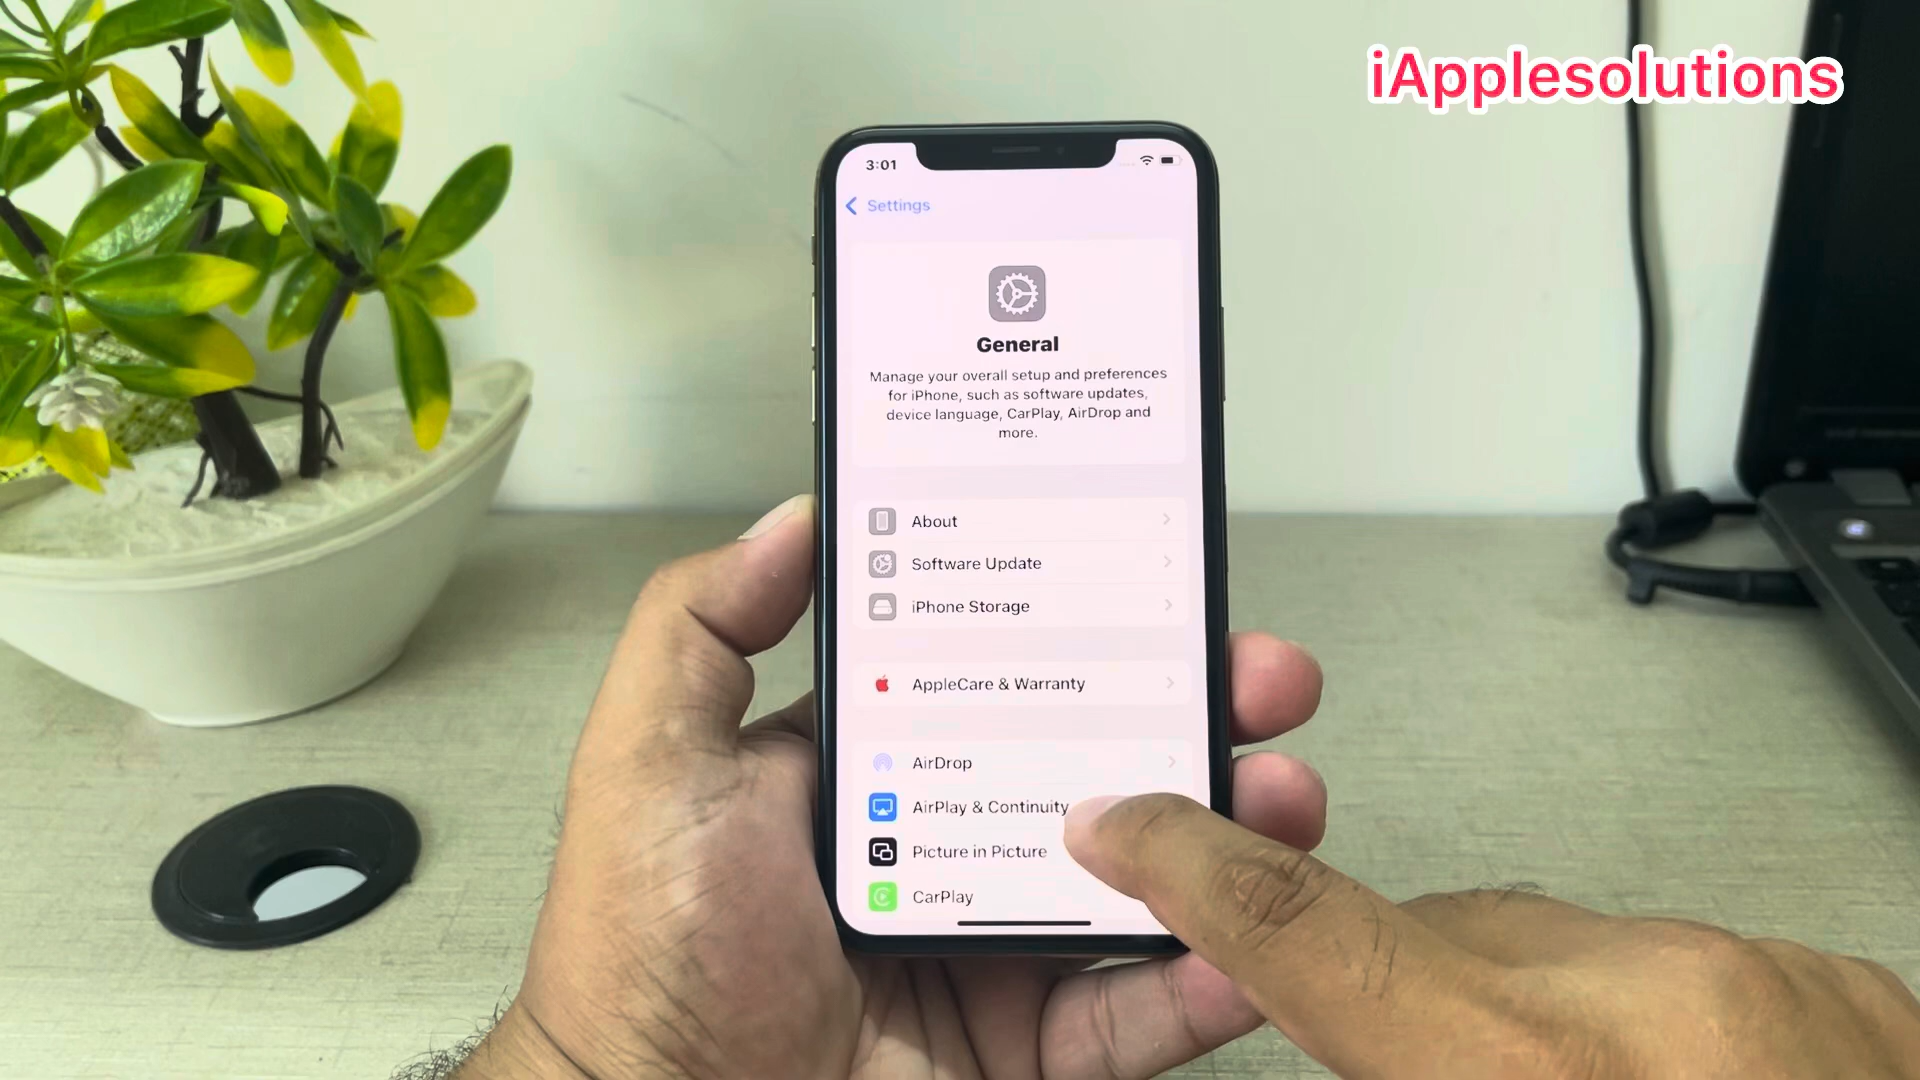 iApplesolutions
3:01
Settings
General
Manage your overall setup and preferences
for iPhone, such as software updates,
device language, CarPlay, AirDrop and
more.
About
Software Update
iPhone Storage
AppleCare & Warranty
AirDrop
AirPlay & Continuity
Picture in Picture
CarPlay